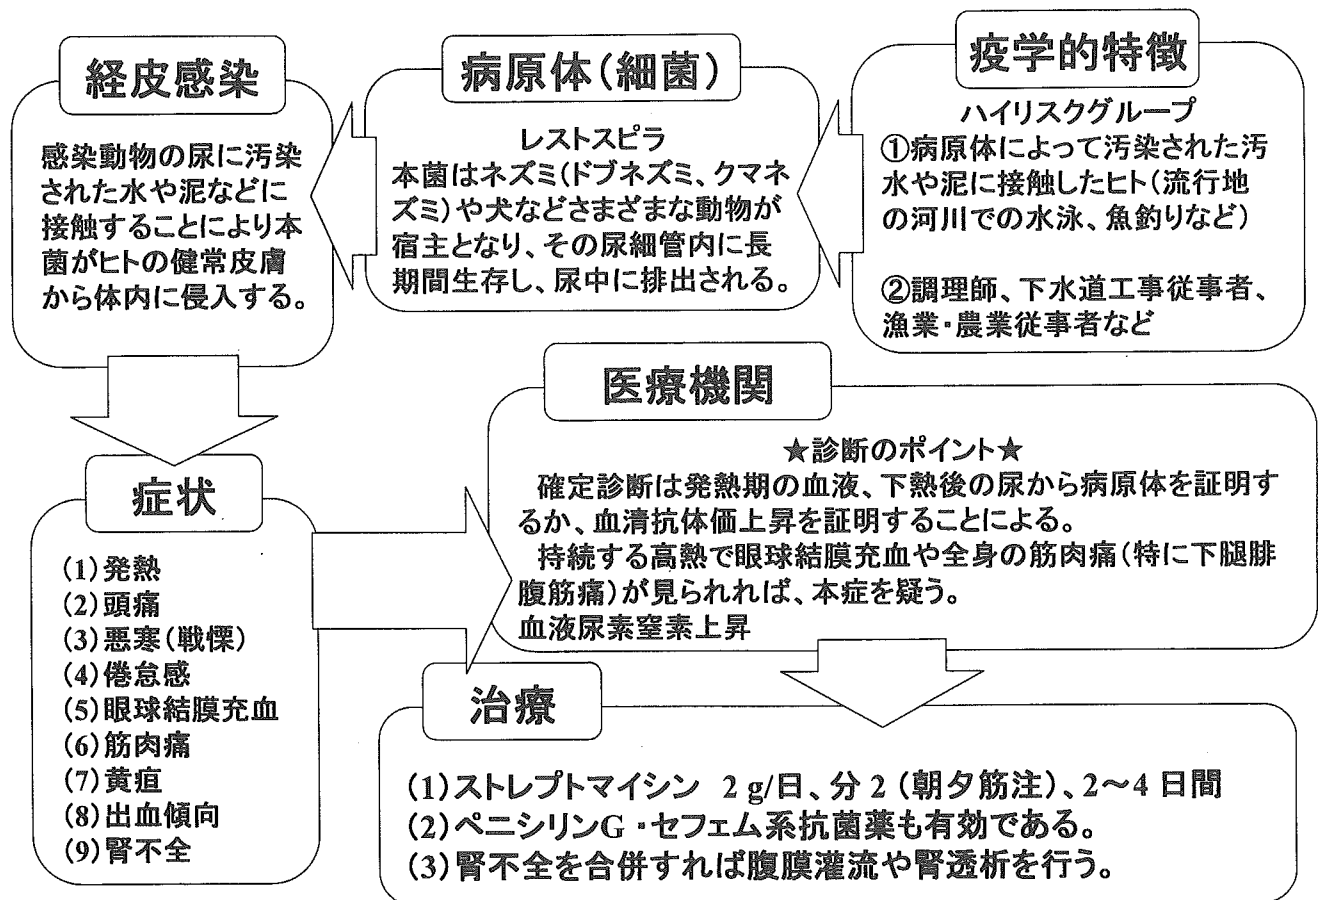 疫学的特徴
ハイリスクグループ
①病原体によって汚染された汚
水や泥に接触したヒト(流行地
の河川での水泳、魚釣りなど)
②調理師、下水道工事従事者、
漁業・農業従事者など
病原体(細菌)
レストスピラ
本菌はネズミ(ドブネズミ、クマネ
ズミ)や犬などさまざまな動物が
宿主となり、その尿細管内に長
期間生存し、尿中に排出される。
経皮感染
感染動物の尿に汚染
された水や泥などに
接触することにより本
菌がヒトの健常皮膚
から体内に侵入する。
症状
(1)発熱
(2)頭痛
(3)悪寒(戦慄)
(4)倦怠感
(5)眼球結膜充血
(6)筋肉痛
(7)黄疸
(8)出血傾向
(9)腎不全
医療機関
★診断のポイント★
確定診断は発熱期の血液、下熱後の尿から病原体を証明す
るか、血清抗体価上昇を証明することによる。
持続する高熱で眼球結膜充血や全身の筋肉痛(特に下腿腓
腹筋痛)が見られれば、本症を疑う。
血液尿素窒素上昇
治療
(1)ストレプトマイシン 2 g/日、分 2 (朝夕筋注)、2～4 日間
(2)ペニシリンG・セフェム系抗菌薬も有効である。
(3)腎不全を合併すれば腹膜灌流や腎透析を行う。